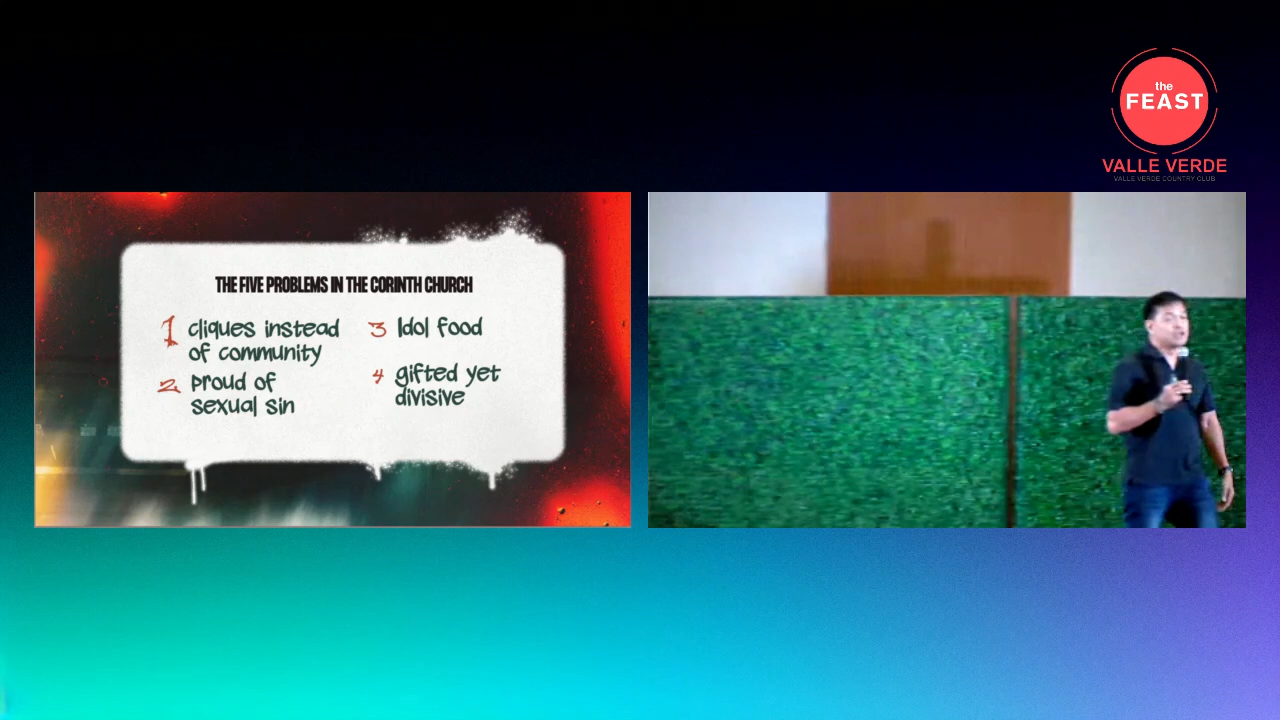 the
FEAST
VALLE VERDE
VALLE VERDE COUNTRY CLUB
THE FIVE PROBLEMS IN THE CORINTH CHURCH
1 cliques instead
of community
2 proud of
sexual sin
3 Idol food
4 gifted yet
divisive